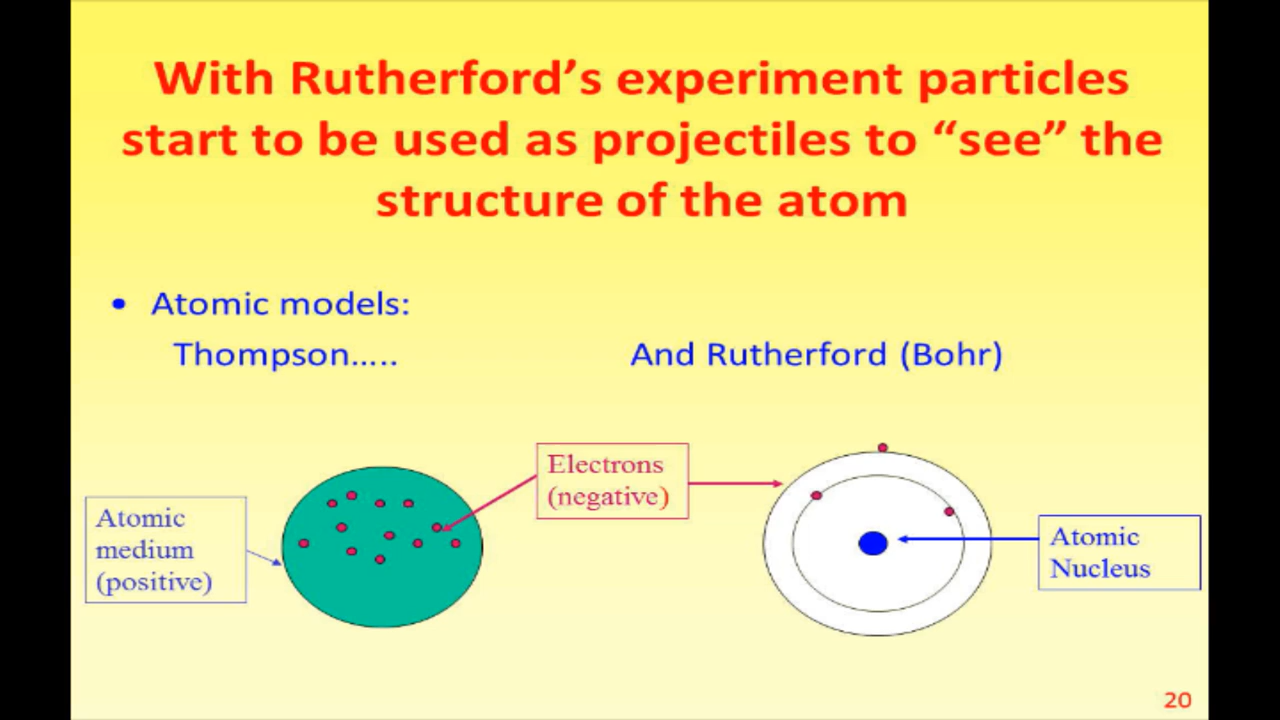 With Rutherford’s experiment particles
start to be used as projectiles to “see” the
structure of the atom
• Atomic models:
Thompson..... And Rutherford (Bohr)
Electrons
(negative)
Atomic
medium
(positive)
Atomic
Nucleus
20